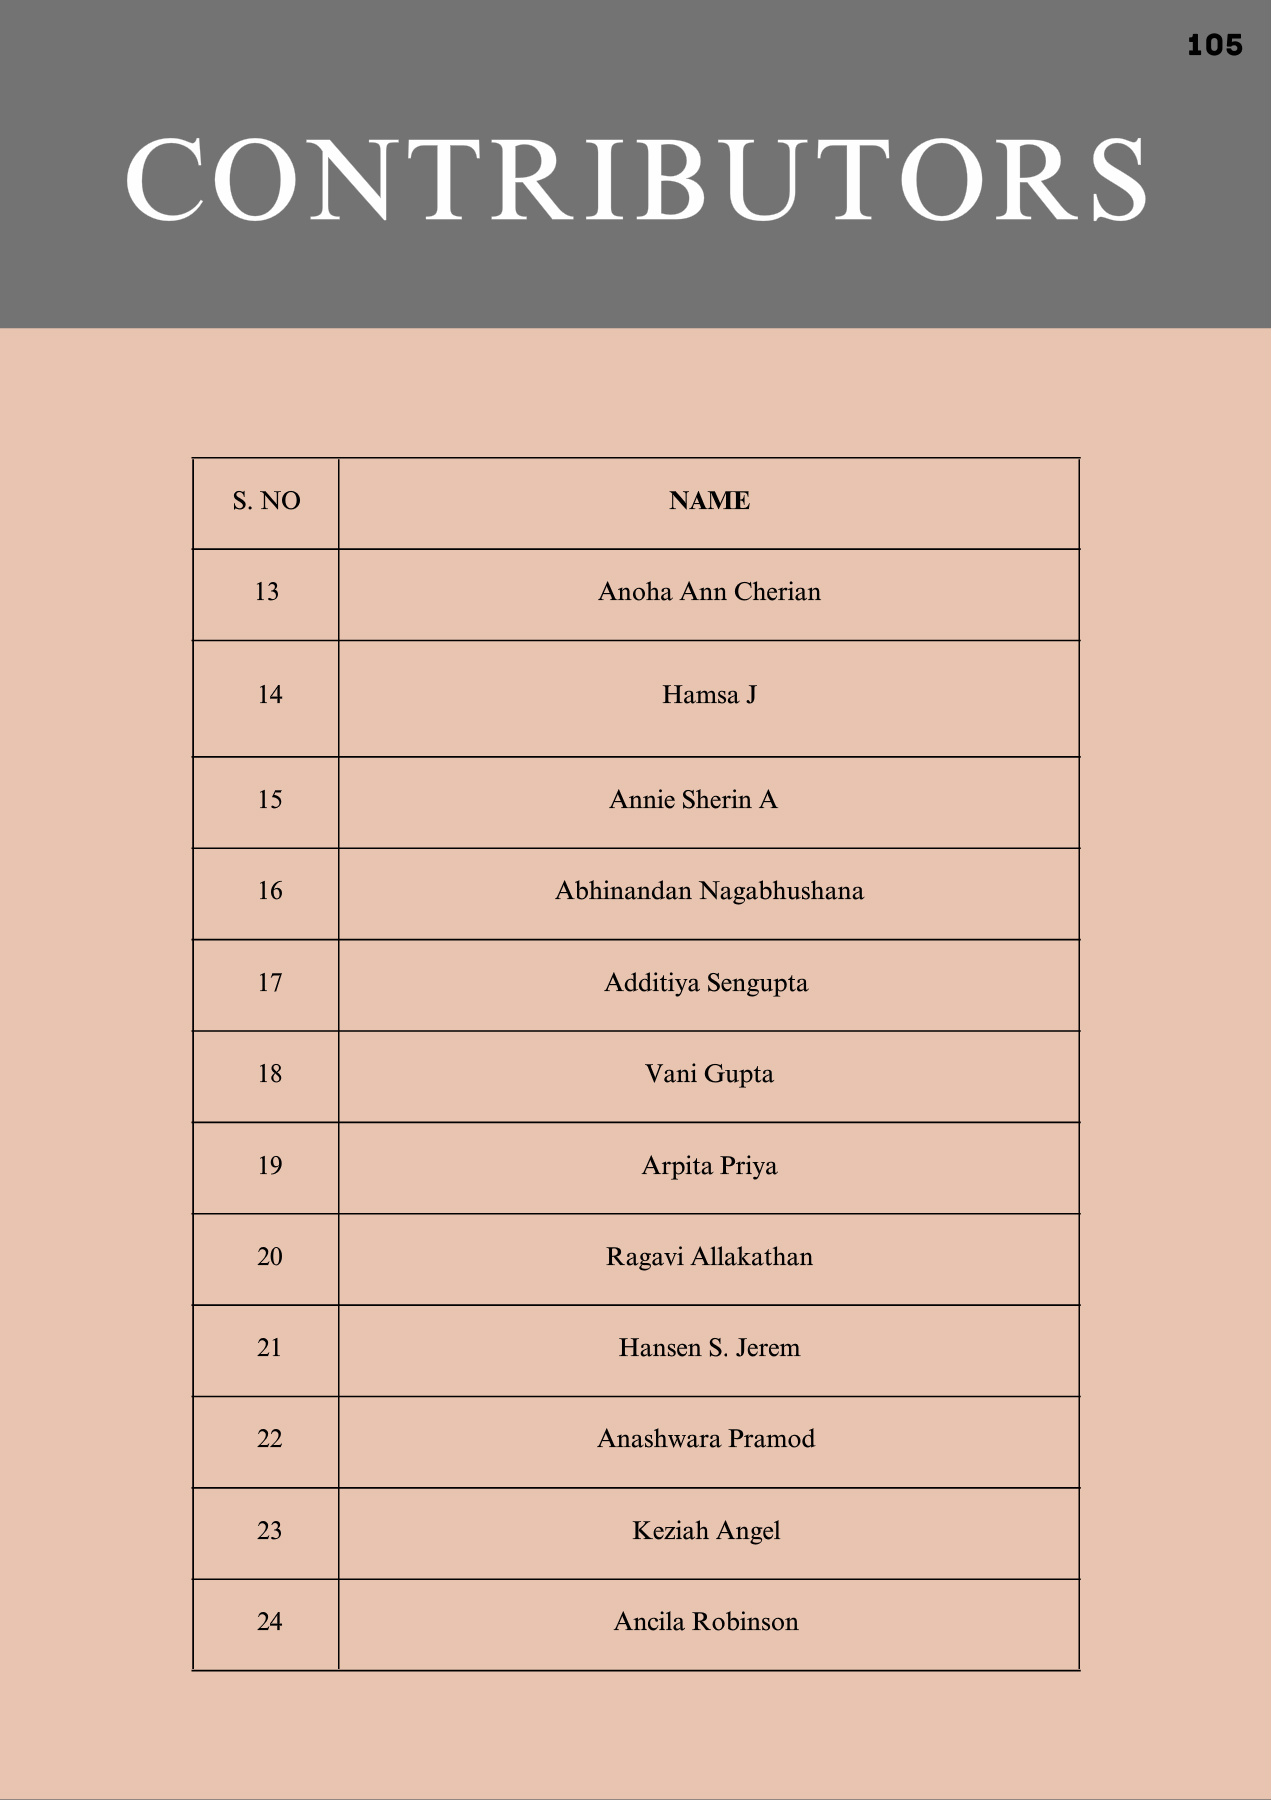 105
CONTRIBUTORS
S. NO NAME
13 Anoha Ann Cherian
14 Hamsa J
15 Annie Sherin A
16 Abhinandan Nagabhushana
17 Additiya Sengupta
18 Vani Gupta
19 Arpita Priya
20 Ragavi Allakathan
21 Hansen S. Jerem
22 Anashwara Pramod
23 Keziah Angel
24 Ancila Robinson